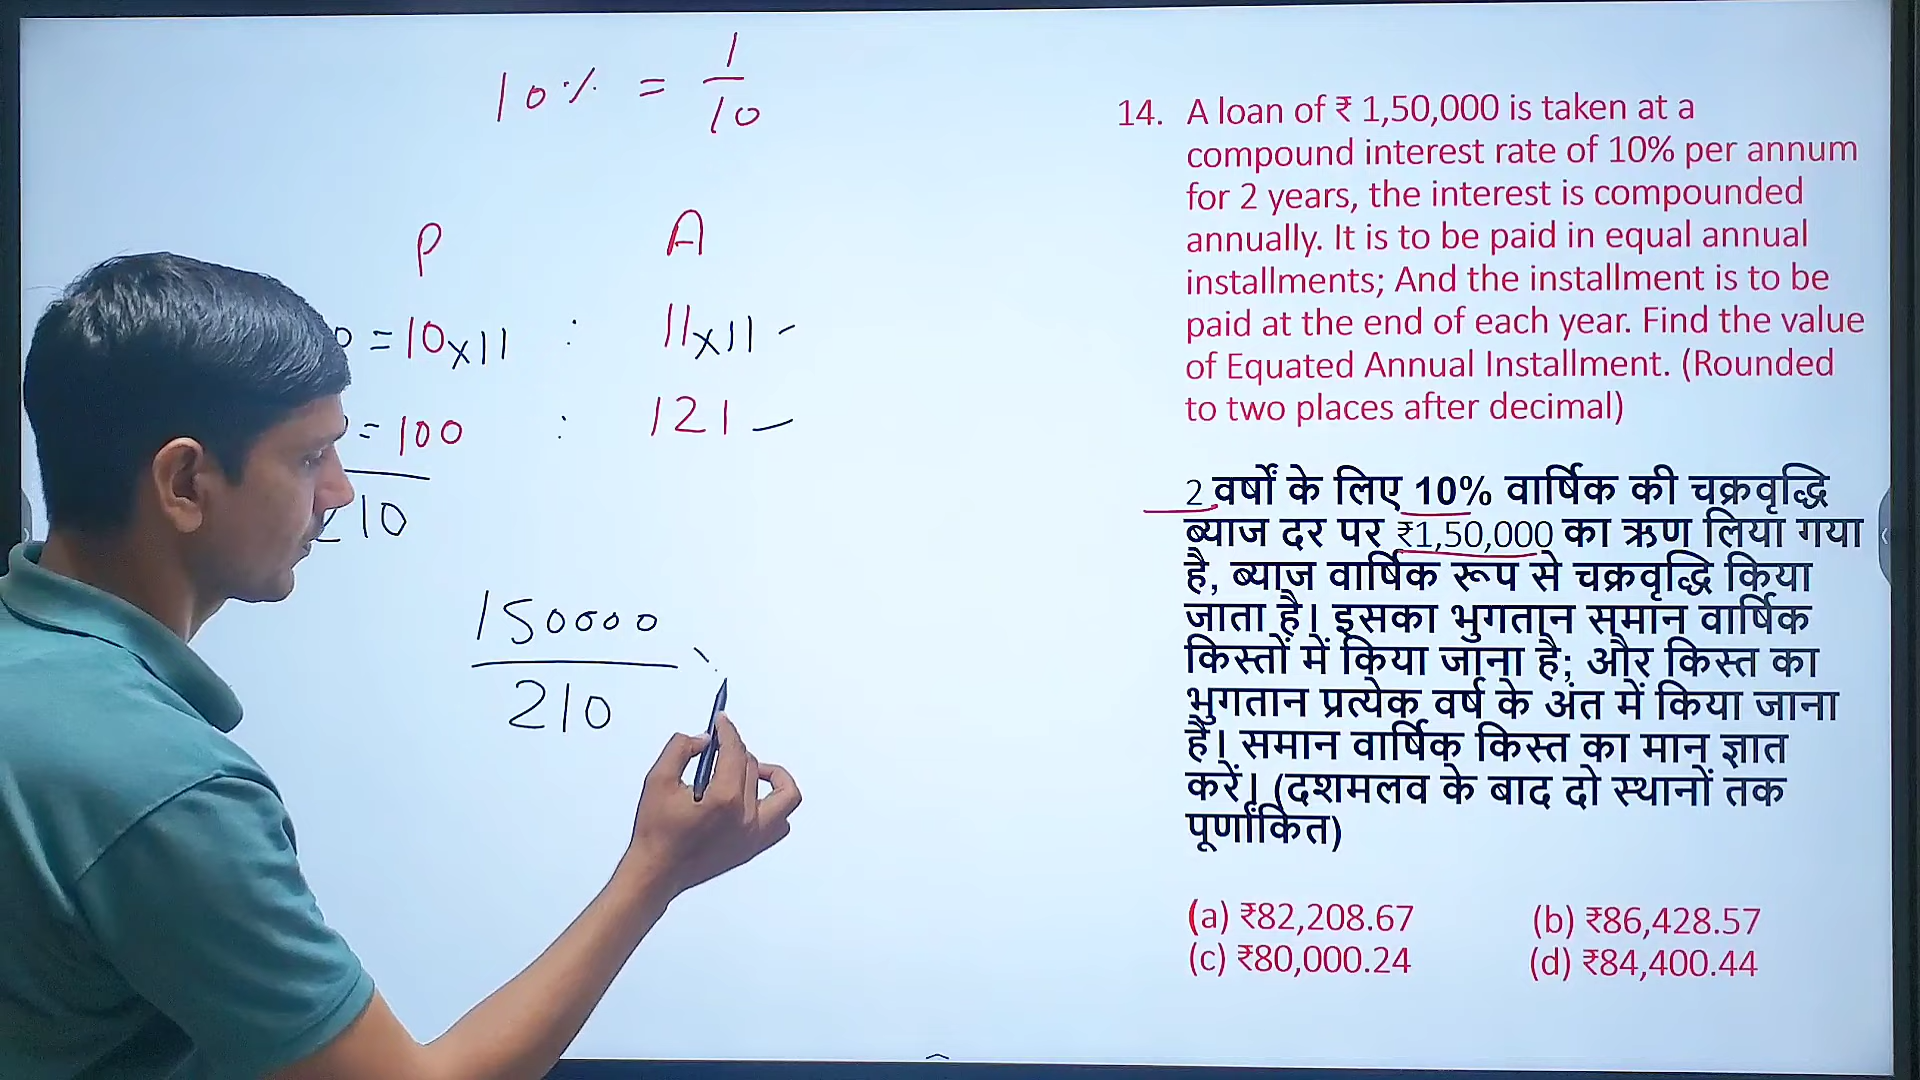 10% = 1/10
P A
0 = 10x11 : 11x11 –
= 100 : 121 –
210
150000
210
14. A loan of ₹ 1,50,000 is taken at a
compound interest rate of 10% per annum
for 2 years, the interest is compounded
annually. It is to be paid in equal annual
installments; And the installment is to be
paid at the end of each year. Find the value
of Equated Annual Installment. (Rounded
to two places after decimal)
2 वर्षों के लिए 10% वार्षिक की चक्रवृद्धि
ब्याज दर पर ₹1,50,000 का ऋण लिया गया
है, ब्याज वार्षिक रूप से चक्रवृद्धि किया
जाता है। इसका भुगतान समान वार्षिक
किस्तों में किया जाना है; और किस्त का
भुगतान प्रत्येक वर्ष के अंत में किया जाना
है। समान वार्षिक किस्त का मान ज्ञात
करें। (दशमलव के बाद दो स्थानों तक
पूर्णांकित)
(a) ₹82,208.67 (b) ₹86,428.57
(c) ₹80,000.24 (d) ₹84,400.44